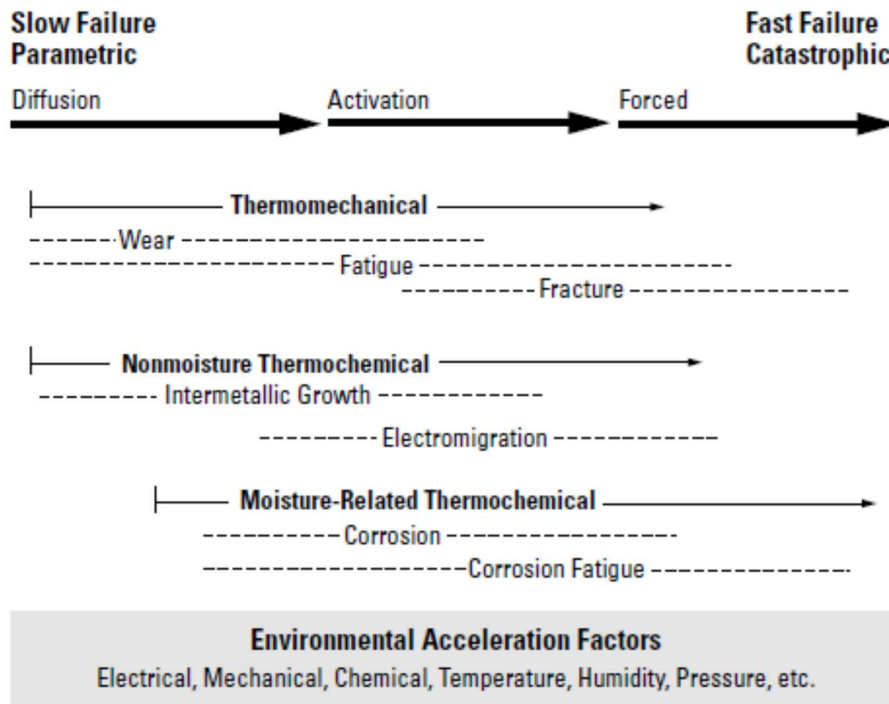 Slow Failure
Parametric
Fast Failure
Catastrophic
Diffusion
Activation
Forced
Thermomechanical
Wear
Fatigue
Fracture
Nonmoisture Thermochemical
Intermetallic Growth
Electromigration
Moisture-Related Thermochemical
Corrosion
Corrosion Fatigue
Environmental Acceleration Factors
Electrical, Mechanical, Chemical, Temperature, Humidity, Pressure, etc.